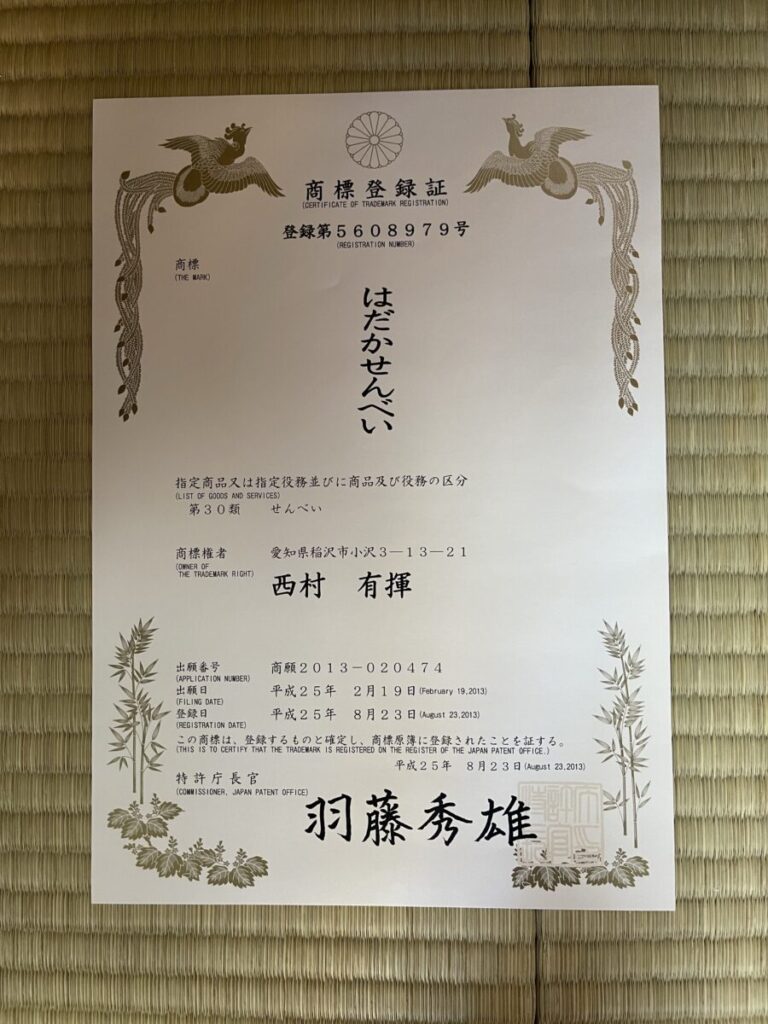 商標登録証
(CERTIFICATE OF TRADEMARK REGISTRATION)
登録第5608979号
(REGISTRATION NUMBER)
商標
(THE MARK)
はだかせんべい
指定商品又は指定役務並びに商品及び役務の区分
(LIST OF GOODS AND SERVICES)
第30類 せんべい
商標権者 愛知県稲沢市小沢3―13―21
(OWNER OF THE TRADEMARK RIGHT)
西村 有揮
出願番号 商願2013-020474
(APPLICATION NUMBER)
出願日 平成25年 2月19日(February 19,2013)
(FILING DATE)
登録日 平成25年 8月23日(August 23,2013)
(REGISTRATION DATE)
この商標は、登録するものと確定し、商標原簿に登録されたことを証する。
(THIS IS TO CERTIFY THAT THE TRADEMARK IS REGISTERED ON THE REGISTER OF THE JAPAN PATENT OFFICE.)
平成25年 8月23日(August 23,2013)
特許庁長官
(COMMISSIONER, JAPAN PATENT OFFICE)
羽藤秀雄